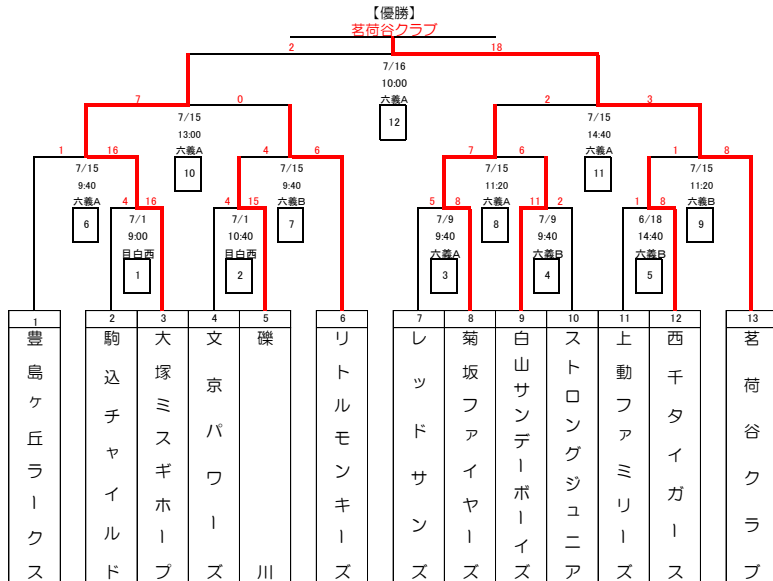 【優勝】
茗荷谷クラブ
2 18
7/16
10:00
六義A
12
7 0
7/15
13:00
六義A
10
2 3
7/15
14:40
六義A
11
1 16
7/15
9:40
六義A
6
4 6
7/15
9:40
六義B
7
7 6
7/15
11:20
六義A
8
1 8
7/15
11:20
六義B
9
4 16
7/1
9:00
目白西
1
4 15
7/1
10:40
目白西
2
5 8
7/9
9:40
六義A
3
11 2
7/9
9:40
六義B
4
1 8
6/18
14:40
六義B
5
1
豊島ヶ丘ラークス
2
駒込チャイルド
3
大塚ミスギホープ
4
文京パワーズ
5
礫川
6
リトルモンキーズ
7
レッドサンズ
8
菊坂ファイヤーズ
9
白山サンデーボーイズ
10
ストロングジュニア
11
上動ファミリーズ
12
西千タイガース
13
茗荷谷クラブ